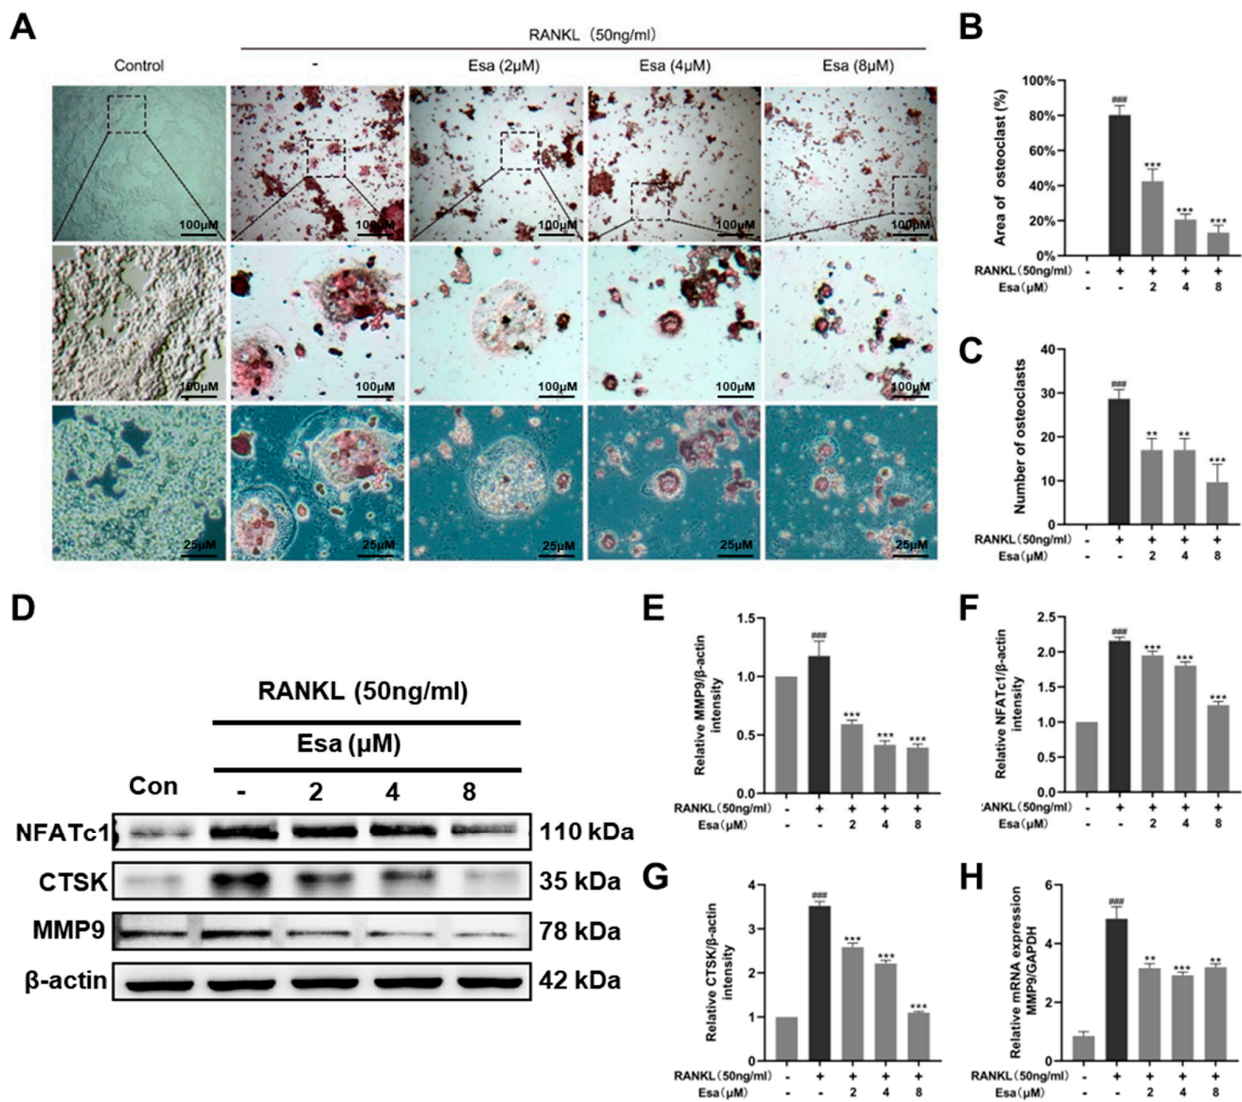 A
RANKL (50ng/ml)
Control - Esa (2μM) Esa (4μM) Esa (8μM)
100μM 100μM 100μM 100μM 100μM
100μM 100μM 100μM 100μM 100μM
25μM 25μM 25μM 25μM 25μM
B
Area of osteoclast (%)
100%
80%
60%
40%
20%
0%
### *** *** ***
RANKL(50ng/ml) - + + + +
Esa(μM) - - 2 4 8
C
Number of osteoclasts
40
30
20
10
0
### ** ** ***
RANKL(50ng/ml) - + + + +
Esa(μM) - - 2 4 8
D
RANKL (50ng/ml)
Esa (μM)
Con - 2 4 8
NFATc1 110 kDa
CTSK 35 kDa
MMP9 78 kDa
β-actin 42 kDa
E
Relative MMP9/β-actin
intensity
1.5
1.0
0.5
0.0
### *** *** ***
RANKL(50ng/ml) - + + + +
Esa(μM) - - 2 4 8
F
Relative NFATc1/β-actin
intensity
2.5
2.0
1.5
1.0
0.5
0.0
### *** *** ***
RANKL(50ng/ml) - + + + +
Esa(μM) - - 2 4 8
G
Relative CTSK/β-actin
intensity
4
3
2
1
0
### *** *** ***
RANKL(50ng/ml) - + + + +
Esa(μM) - - 2 4 8
H
Relative mRNA expression
MMP9/GAPDH
6
4
2
0
### ** *** **
RANKL(50ng/ml) - + + + +
Esa(μM) - - 2 4 8